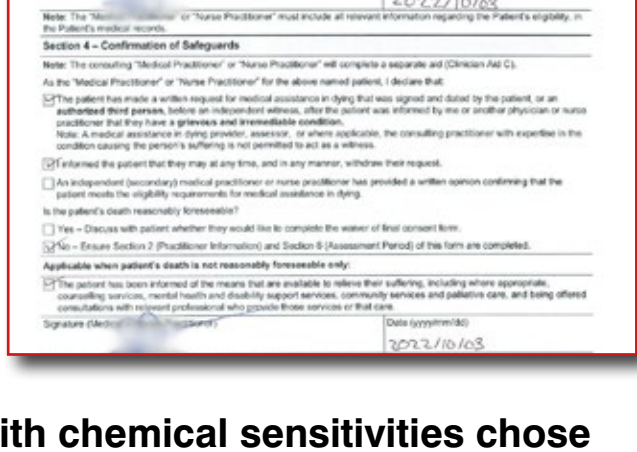 2022/10/03
Note: The "Medical Practitioner" or "Nurse Practitioner" must include all relevant information regarding the Patient's eligibility, in
the Patient's medical records.
Section 4 – Confirmation of Safeguards
Note: The consulting "Medical Practitioner" or "Nurse Practitioner" will complete a separate aid (Clinician Aid C).
As the "Medical Practitioner" or "Nurse Practitioner" for the above named patient, I declare that:
The patient has made a written request for medical assistance in dying that was signed and dated by the patient, or an
authorized third person, before an independent witness, after the patient was informed by me or another physician or nurse
practitioner that they have a grievous and irremediable condition.
Note: A medical assistance in dying provider, assessor, or where applicable, the consulting practitioner with expertise in the
condition causing the person's suffering is not permitted to act as a witness.
I informed the patient that they may at any time, and in any manner, withdraw their request.
An independent (secondary) medical practitioner or nurse practitioner has provided a written opinion confirming that the
patient meets the eligibility requirements for medical assistance in dying.
Is the patient's death reasonably foreseeable?
Yes – Discuss with patient whether they would like to complete the waiver of final consent form.
No – Ensure Section 2 (Practitioner Information) and Section 6 (Assessment Period) of this form are completed.
Applicable when patient's death is not reasonably foreseeable only:
The patient has been informed of the means that are available to relieve their suffering, including where appropriate,
counselling services, mental health and disability support services, community services and palliative care, and being offered
consultations with relevant professional who provide those services or that care.
Signature (Medical Practitioner) Date (yyyy/mm/dd)
2022/10/03
ith chemical sensitivities chose